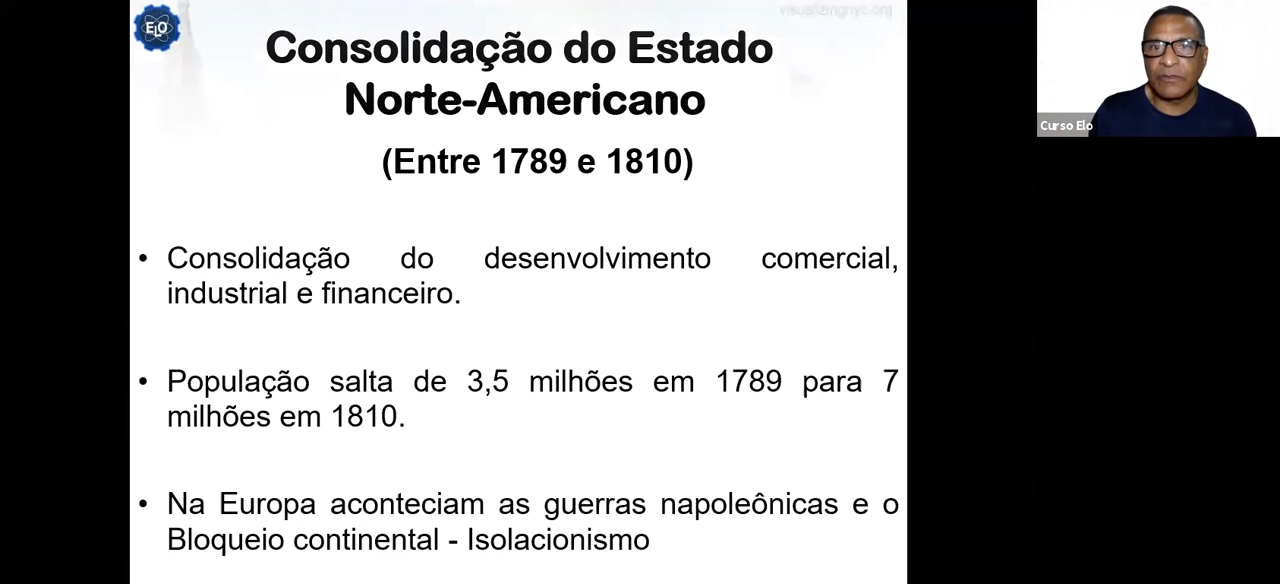 visualizingnyc.org
ELO
Consolidação do Estado
Norte-Americano
(Entre 1789 e 1810)
• Consolidação do desenvolvimento comercial,
industrial e financeiro.
• População salta de 3,5 milhões em 1789 para 7
milhões em 1810.
• Na Europa aconteciam as guerras napoleônicas e o
Bloqueio continental - Isolacionismo
Curso Elo